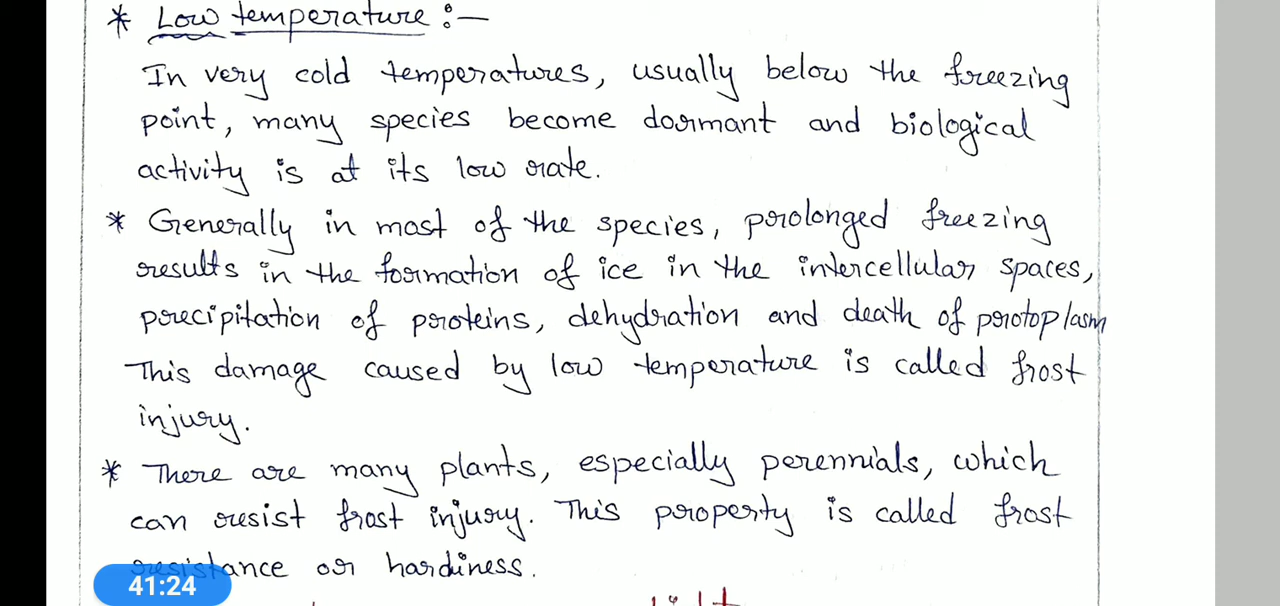 * Low temperature :-
In very cold temperatures, usually below the freezing
point, many species become dormant and biological
activity is at its low rate.
* Generally in most of the species, prolonged freezing
results in the formation of ice in the intercellular spaces,
precipitation of proteins, dehydration and death of protoplasm
This damage caused by low temperature is called frost
injury.
* There are many plants, especially perennials, which
can resist frost injury. This property is called frost
resistance or hardiness.
41:24